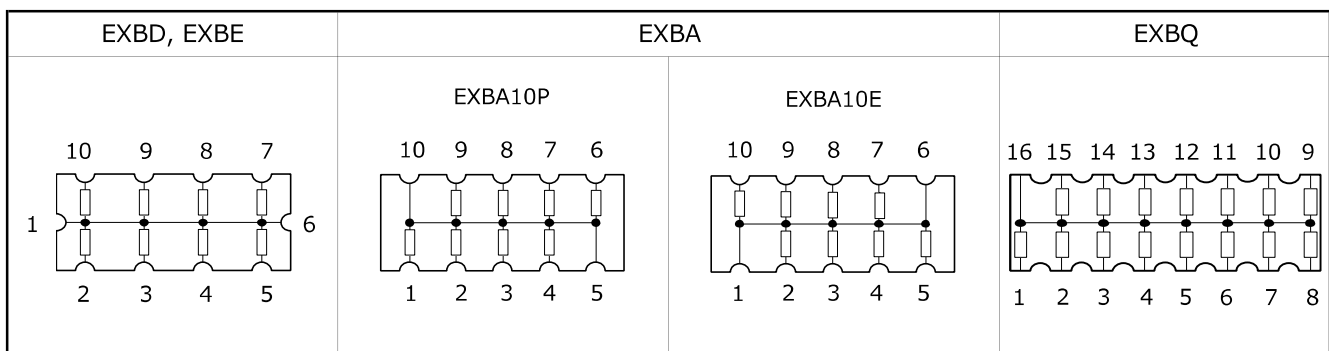 EXBD, EXBE
EXBA
EXBQ
EXBA10P
EXBA10E
10 9 8 7
1
6
2 3 4 5
10 9 8 7 6
1 2 3 4 5
10 9 8 7 6
1 2 3 4 5
16 15 14 13 12 11 10 9
1 2 3 4 5 6 7 8